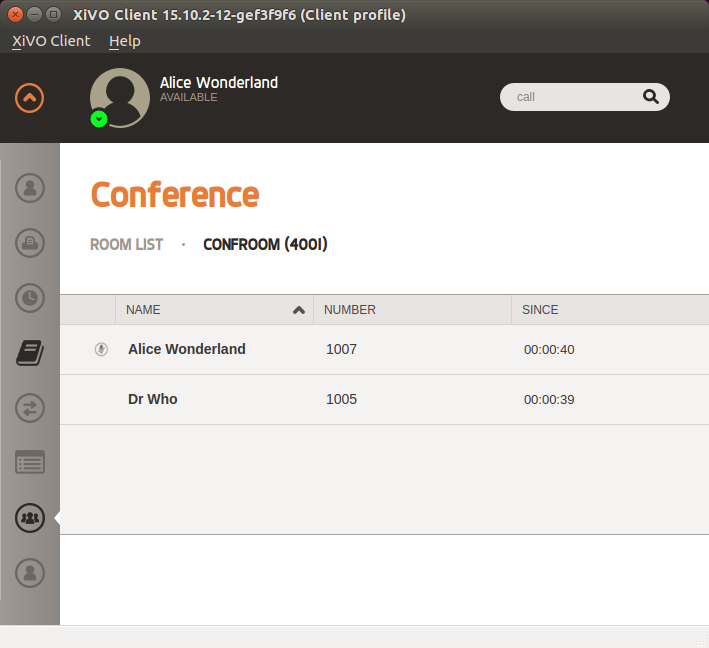 XiVO Client 15.10.2-12-gef3f9f6 (Client profile)
XiVO Client Help
Alice Wonderland
AVAILABLE
call
Conference
ROOM LIST · CONFROOM (4001)
NAME NUMBER SINCE
Alice Wonderland 1007 00:00:40
Dr Who 1005 00:00:39